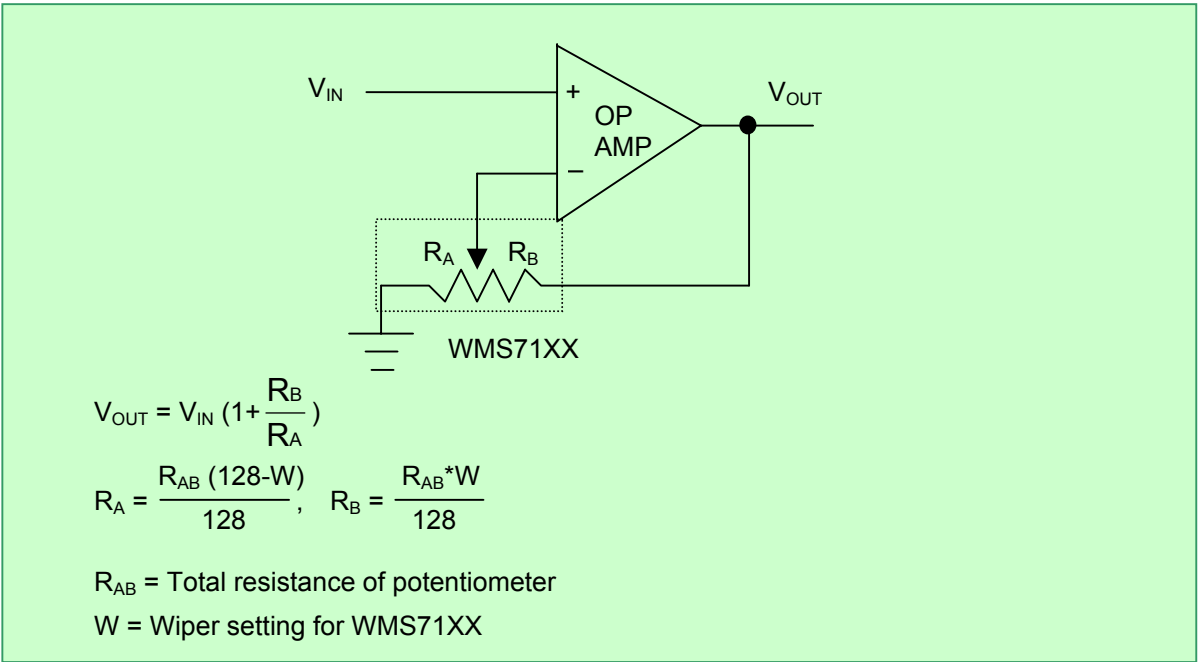 V_IN
+
V_OUT
OP
AMP
−
R_A R_B
WMS71XX
V_OUT = V_IN (1+ R_B / R_A )
R_A = R_AB (128-W) / 128 , R_B = R_AB*W / 128
R_AB = Total resistance of potentiometer
W = Wiper setting for WMS71XX